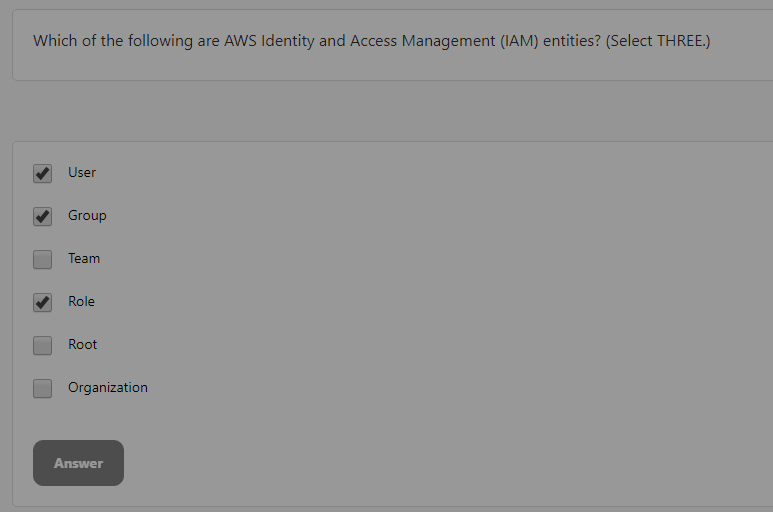 Which of the following are AWS Identity and Access Management (IAM) entities? (Select THREE.)
User
Group
Team
Role
Root
Organization
Answer